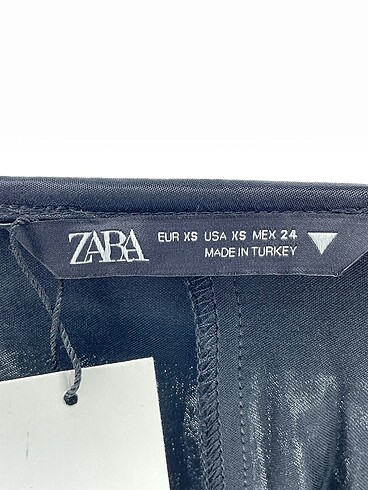 ZARA
EUR XS USA XS MEX 24
MADE IN TURKEY